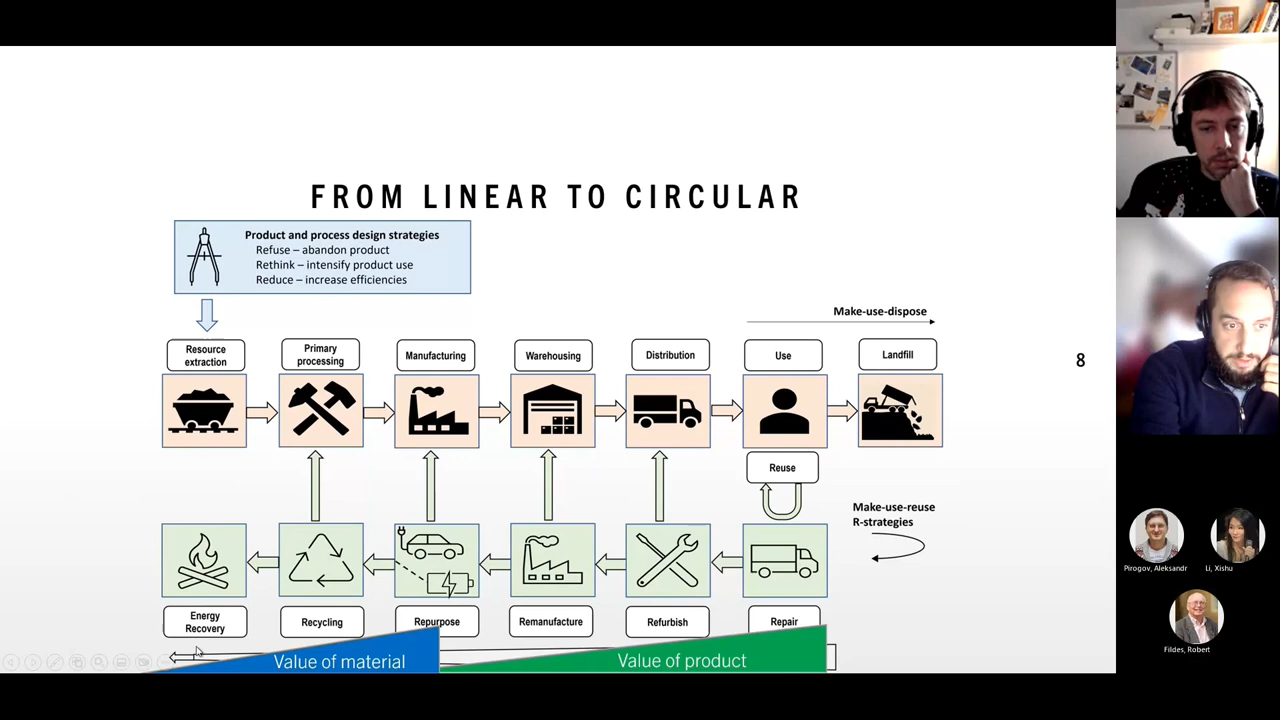 FROM LINEAR TO CIRCULAR
Product and process design strategies
Refuse – abandon product
Rethink – intensify product use
Reduce – increase efficiencies
Make-use-dispose
Resource
extraction
Primary
processing
Manufacturing
Warehousing
Distribution
Use
Landfill
8
Reuse
Make-use-reuse
R-strategies
Energy
Recovery
Recycling
Repurpose
Remanufacture
Refurbish
Repair
Value of material
Value of product
Pirogov, Aleksandr
Li, Xishu
Fildes, Robert